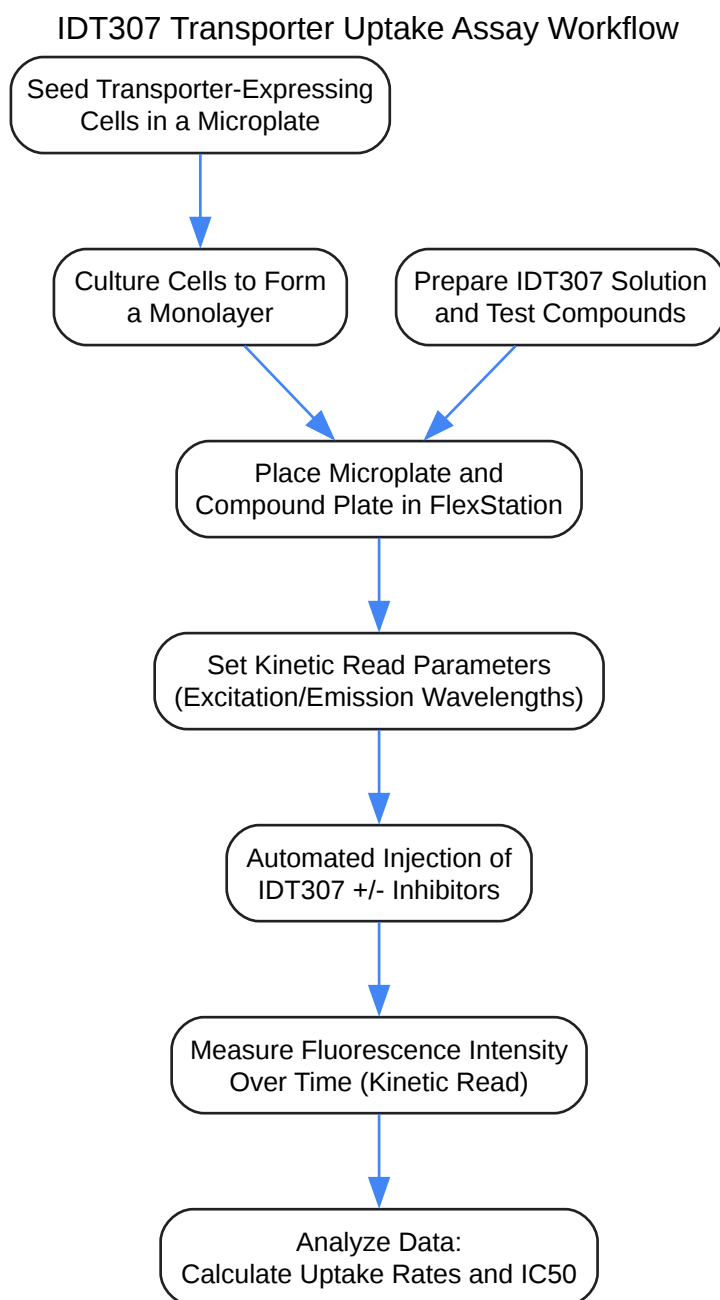 IDT307 Transporter Uptake Assay Workflow
Seed Transporter-Expressing
Cells in a Microplate
Culture Cells to Form
a Monolayer
Prepare IDT307 Solution
and Test Compounds
Place Microplate and
Compound Plate in FlexStation
Set Kinetic Read Parameters
(Excitation/Emission Wavelengths)
Automated Injection of
IDT307 +/- Inhibitors
Measure Fluorescence Intensity
Over Time (Kinetic Read)
Analyze Data:
Calculate Uptake Rates and IC50